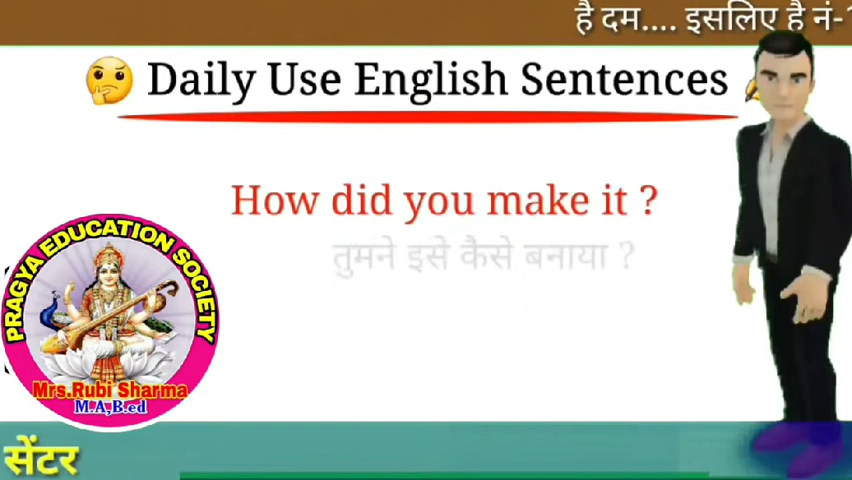 है दम.... इसलिए है नं-1
Daily Use English Sentences
How did you make it ?
तुमने इसे कैसे बनाया ?
PRAGYA EDUCATION SOCIETY
Mrs.Rubi Sharma
M.A,B.ed
सेंटर